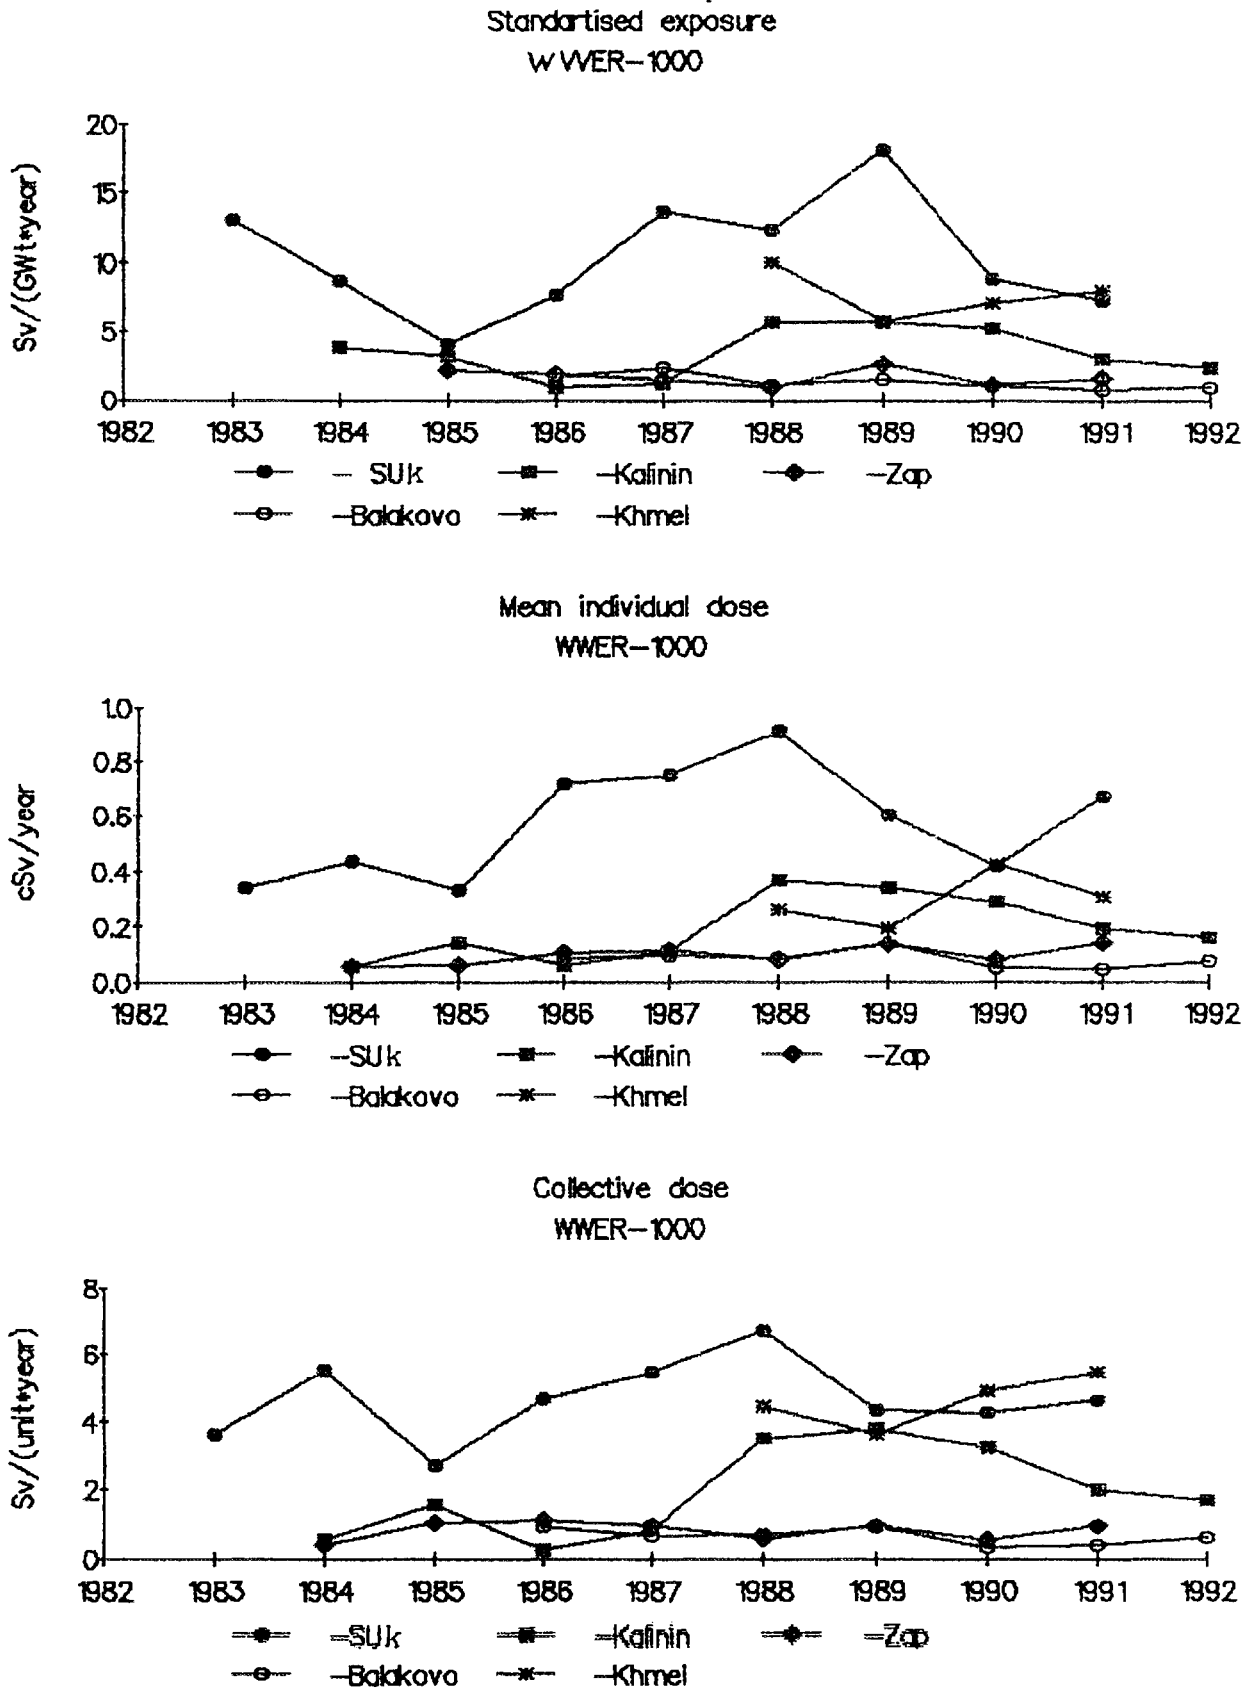 Standartised exposure
WWER-1000
Sv/(GWt*year)
20
15
10
5
0
1982 1983 1984 1985 1986 1987 1988 1989 1990 1991 1992
- SUk -Kalinin -Zap
-Balakovo -Khmel
Mean individual dose
WWER-1000
cSv/year
1.0
0.8
0.6
0.4
0.2
0.0
1982 1983 1984 1985 1986 1987 1988 1989 1990 1991 1992
-SUk -Kalinin -Zap
-Balakovo -Khmel
Collective dose
WWER-1000
Sv/(unit*year)
8
6
4
2
0
1982 1983 1984 1985 1986 1987 1988 1989 1990 1991 1992
-SUk -Kalinin -Zap
-Balakovo -Khmel